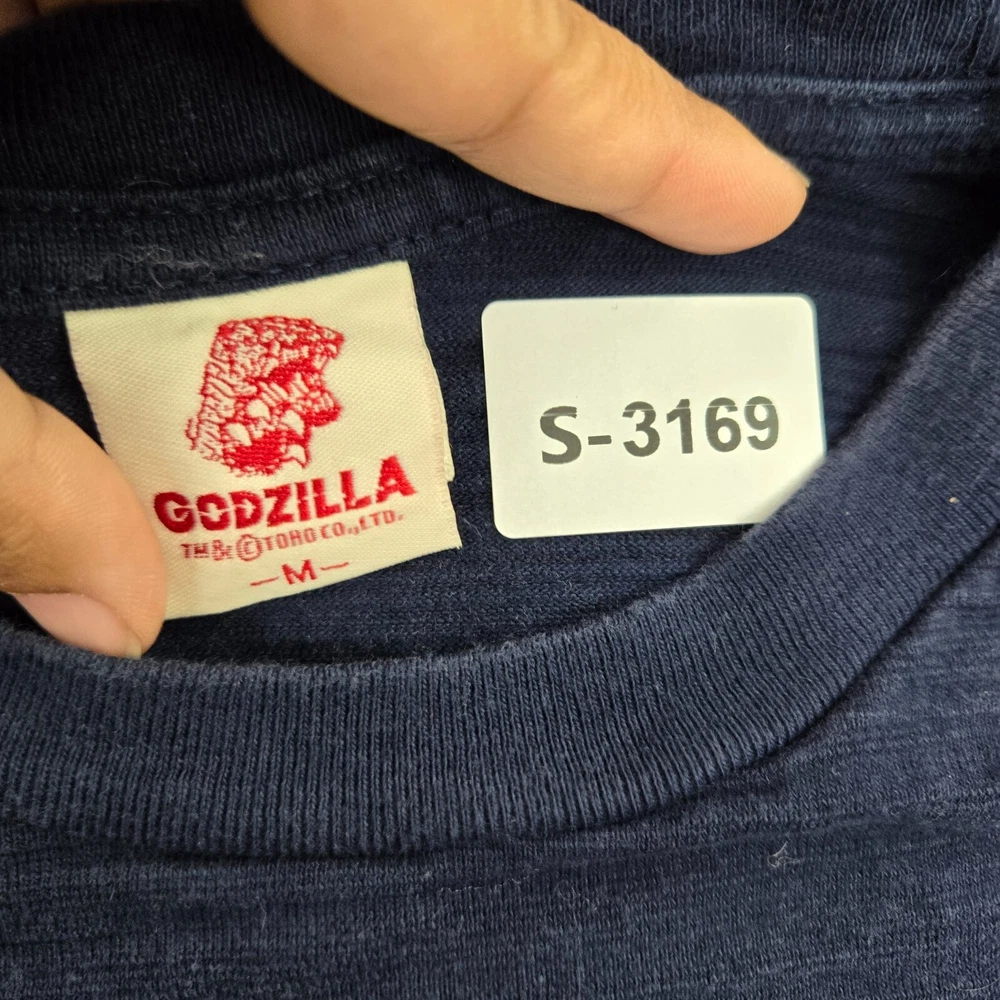 GODZILLA
TM & © TOHO CO., LTD.
–M–
S-3169